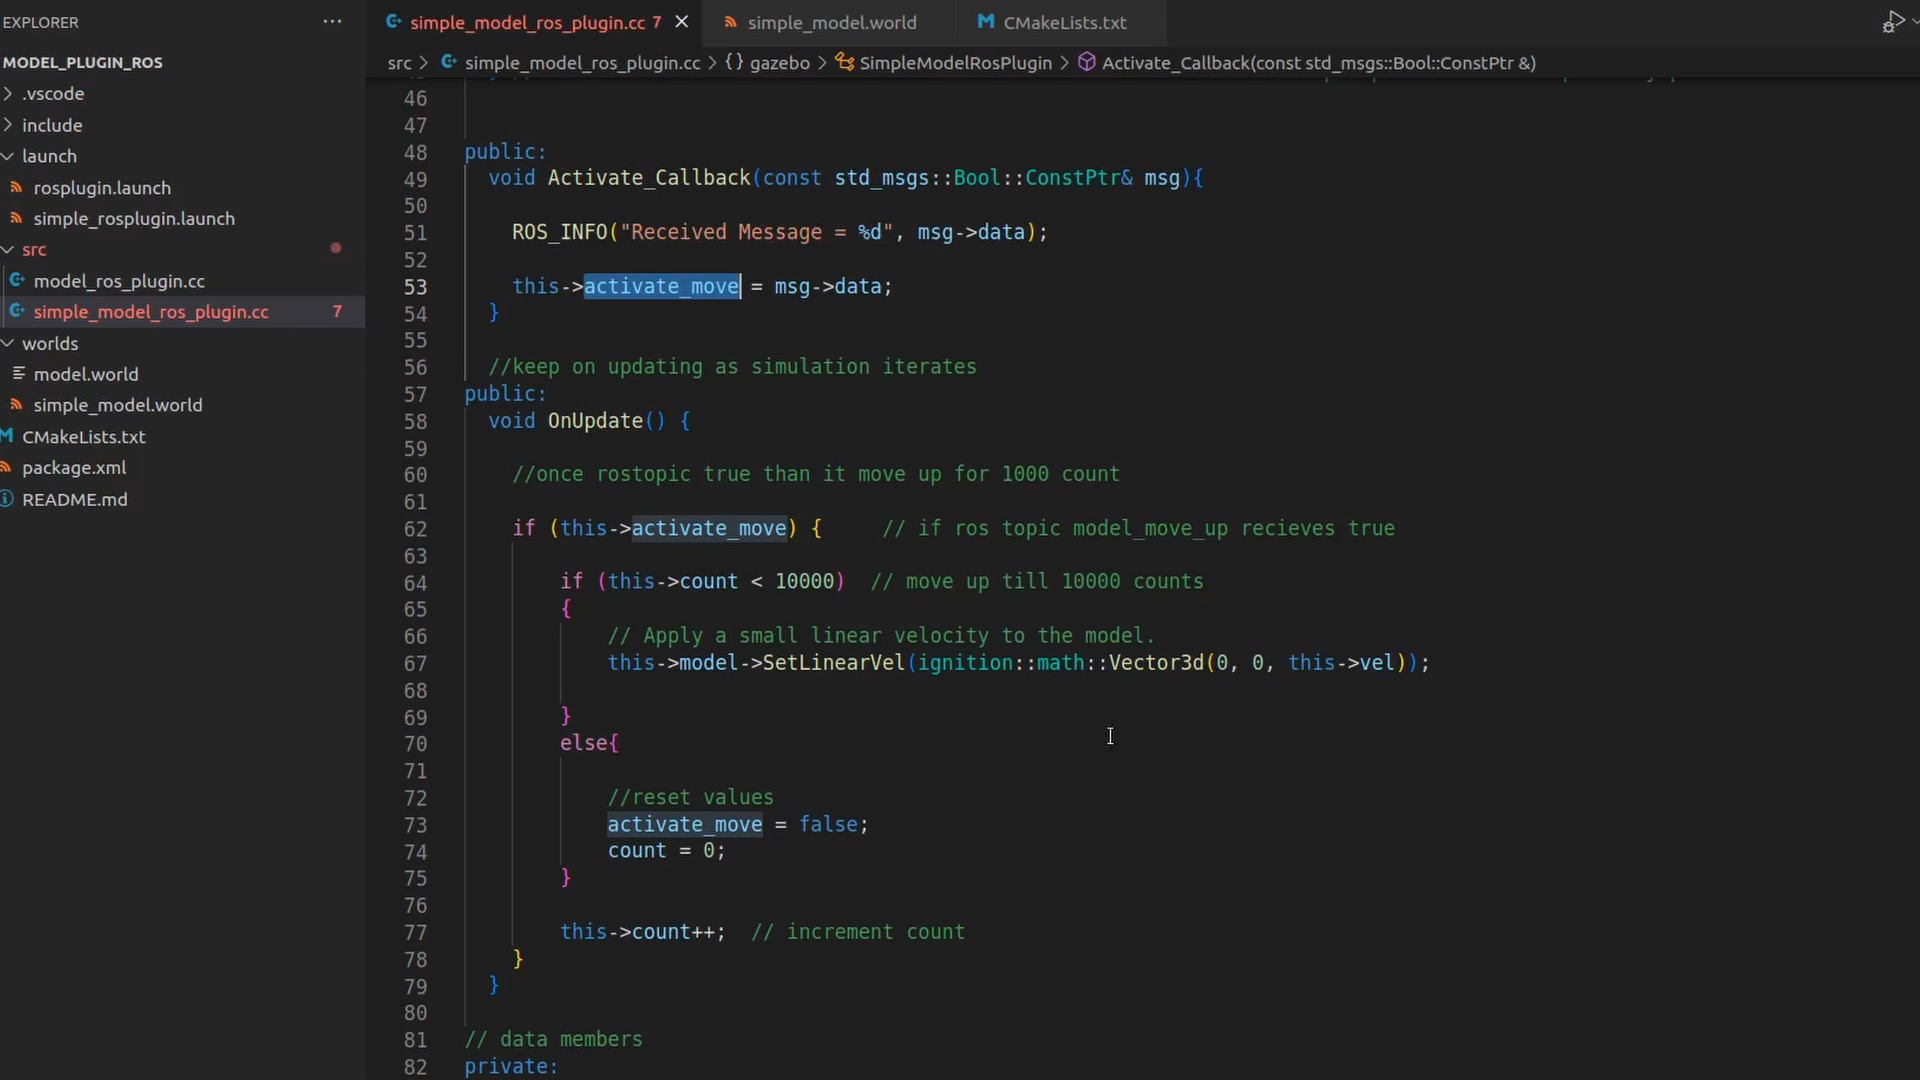 EXPLORER
MODEL_PLUGIN_ROS
.vscode
include
launch
rosplugin.launch
simple_rosplugin.launch
src
model_ros_plugin.cc
simple_model_ros_plugin.cc 7
worlds
model.world
simple_model.world
CMakeLists.txt
package.xml
README.md
simple_model_ros_plugin.cc 7
simple_model.world
CMakeLists.txt
src > simple_model_ros_plugin.cc > {} gazebo > SimpleModelRosPlugin > Activate_Callback(const std_msgs::Bool::ConstPtr &)
46
47
48 public:
49 void Activate_Callback(const std_msgs::Bool::ConstPtr& msg){
50
51 ROS_INFO("Received Message = %d", msg->data);
52
53 this->activate_move = msg->data;
54 }
55
56 //keep on updating as simulation iterates
57 public:
58 void OnUpdate() {
59
60 //once rostopic true than it move up for 1000 count
61
62 if (this->activate_move) { // if ros topic model_move_up recieves true
63
64 if (this->count < 10000) // move up till 10000 counts
65 {
66 // Apply a small linear velocity to the model.
67 this->model->SetLinearVel(ignition::math::Vector3d(0, 0, this->vel));
68
69 }
70 else{
71
72 //reset values
73 activate_move = false;
74 count = 0;
75 }
76
77 this->count++; // increment count
78 }
79 }
80
81 // data members
82 private: